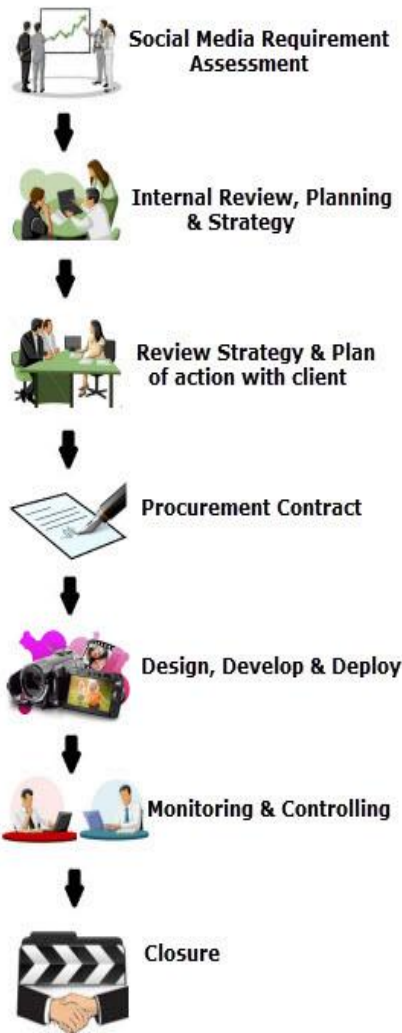 Social Media Requirement
Assessment
Internal Review, Planning
& Strategy
Review Strategy & Plan
of action with client
Procurement Contract
Design, Develop & Deploy
Monitoring & Controlling
Closure